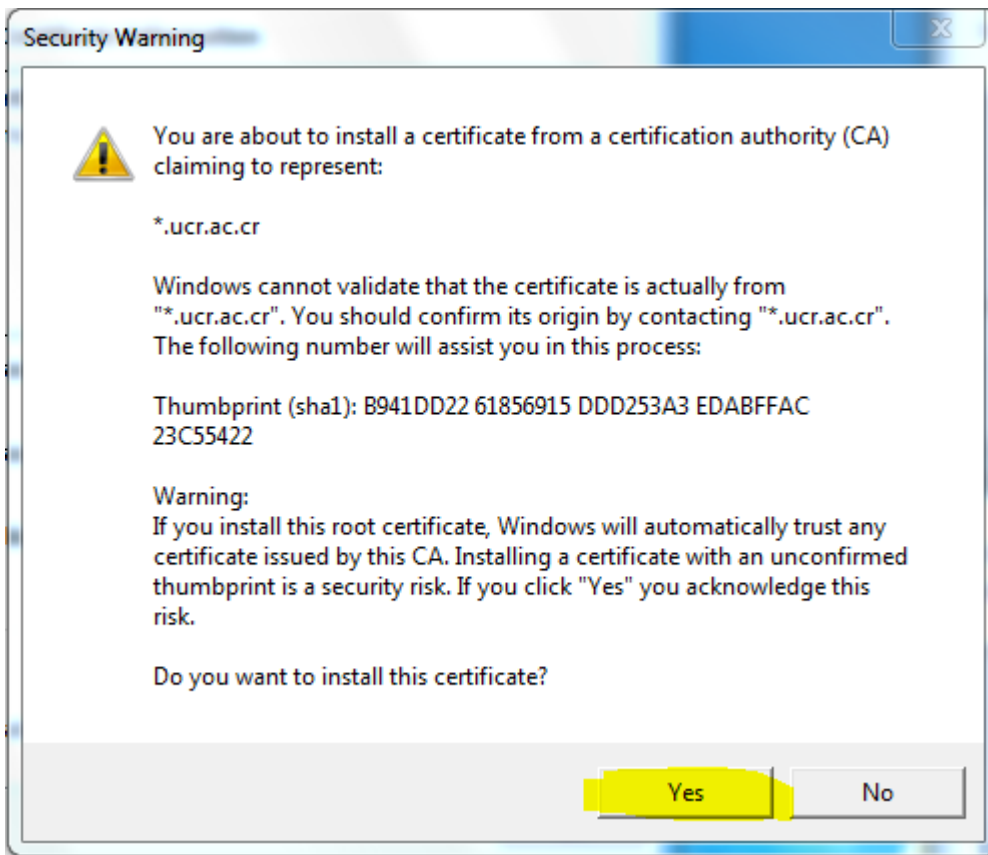 Security Warning
You are about to install a certificate from a certification authority (CA)
claiming to represent:
*.ucr.ac.cr
Windows cannot validate that the certificate is actually from
"*.ucr.ac.cr". You should confirm its origin by contacting "*.ucr.ac.cr".
The following number will assist you in this process:
Thumbprint (sha1): B941DD22 61856915 DDD253A3 EDABFFAC
23C55422
Warning:
If you install this root certificate, Windows will automatically trust any
certificate issued by this CA. Installing a certificate with an unconfirmed
thumbprint is a security risk. If you click "Yes" you acknowledge this
risk.
Do you want to install this certificate?
Yes
No